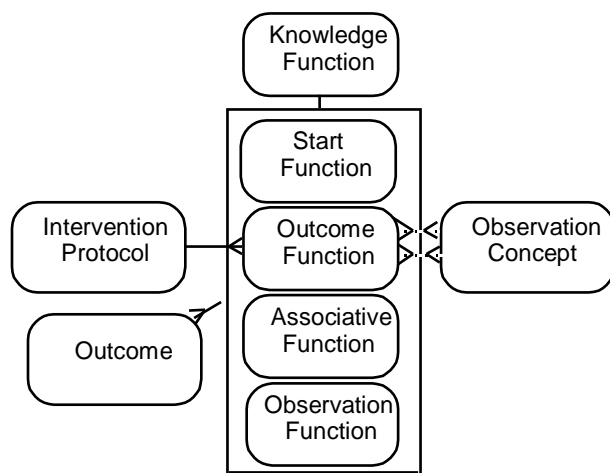 Knowledge
Function
Start
Function
Intervention
Protocol
Outcome
Function
Observation
Concept
Outcome
Associative
Function
Observation
Function